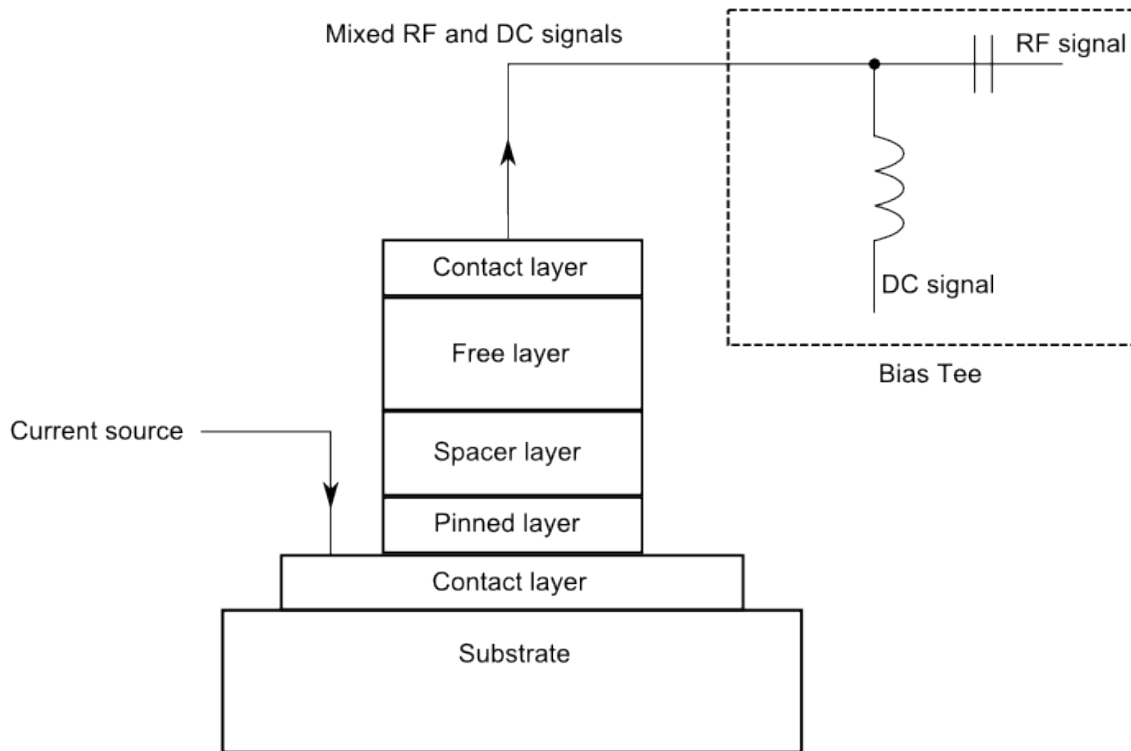 Mixed RF and DC signals
RF signal
DC signal
Bias Tee
Contact layer
Free layer
Current source
Spacer layer
Pinned layer
Contact layer
Substrate